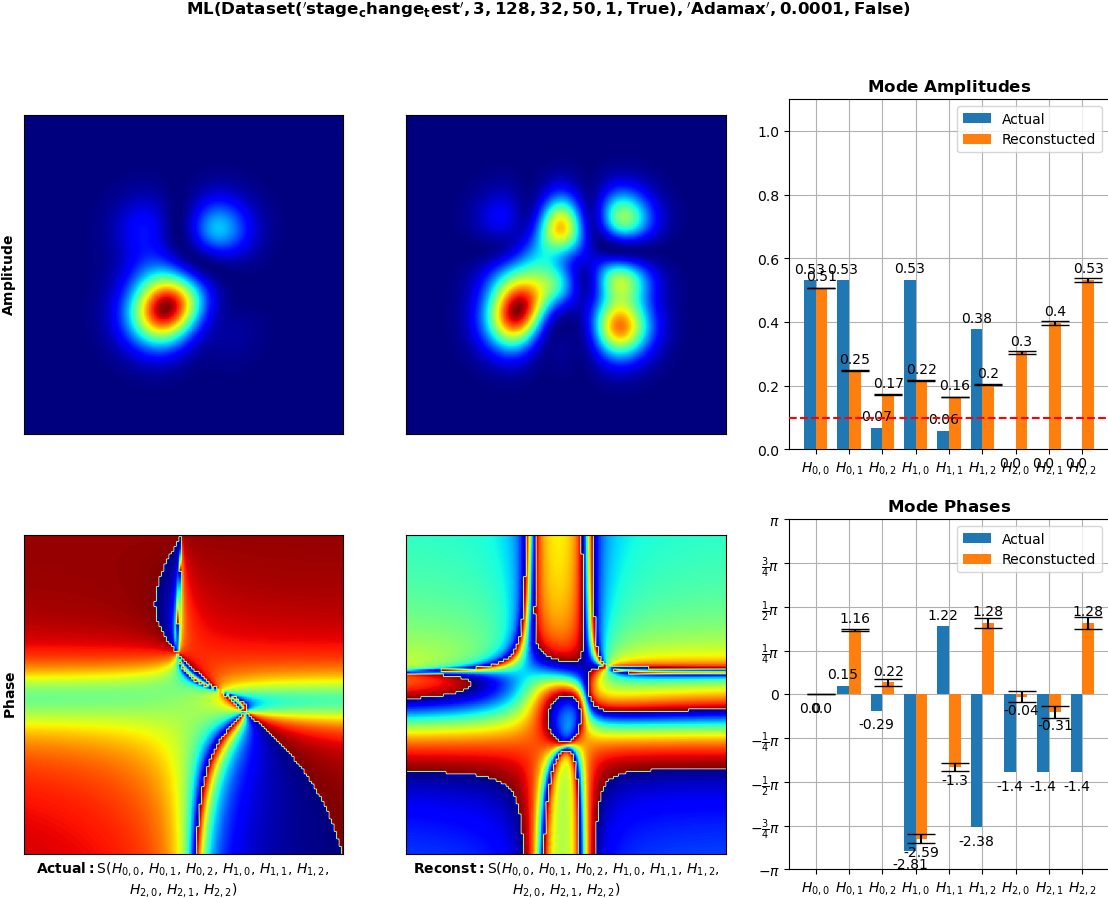 ML(Dataset('stage_change_test', 3, 128, 32, 50, 1, True), 'Adamax', 0.0001, False)
Amplitude
Mode Amplitudes
Actual
Reconstucted
1.0
0.8
0.6
0.4
0.2
0.0
0.53 0.51 0.53 0.25 0.07 0.17 0.53 0.22 0.06 0.16 0.38 0.2 0.0 0.3 0.0 0.4 0.0 0.53
H0,0 H0,1 H0,2 H1,0 H1,1 H1,2 H2,0 H2,1 H2,2
Phase
Actual: S(H0,0, H0,1, H0,2, H1,0, H1,1, H1,2,
H2,0, H2,1, H2,2)
Reconst: S(H0,0, H0,1, H0,2, H1,0, H1,1, H1,2,
H2,0, H2,1, H2,2)
Mode Phases
Actual
Reconstucted
π
3/4π
1/2π
1/4π
0
−1/4π
−1/2π
−3/4π
−π
0.0 0.0 0.15 1.16 -0.29 0.22 -2.81 -2.59 1.22 -1.3 -2.38 1.28 -1.4 -0.04 -1.4 -0.31 -1.4 1.28
H0,0 H0,1 H0,2 H1,0 H1,1 H1,2 H2,0 H2,1 H2,2